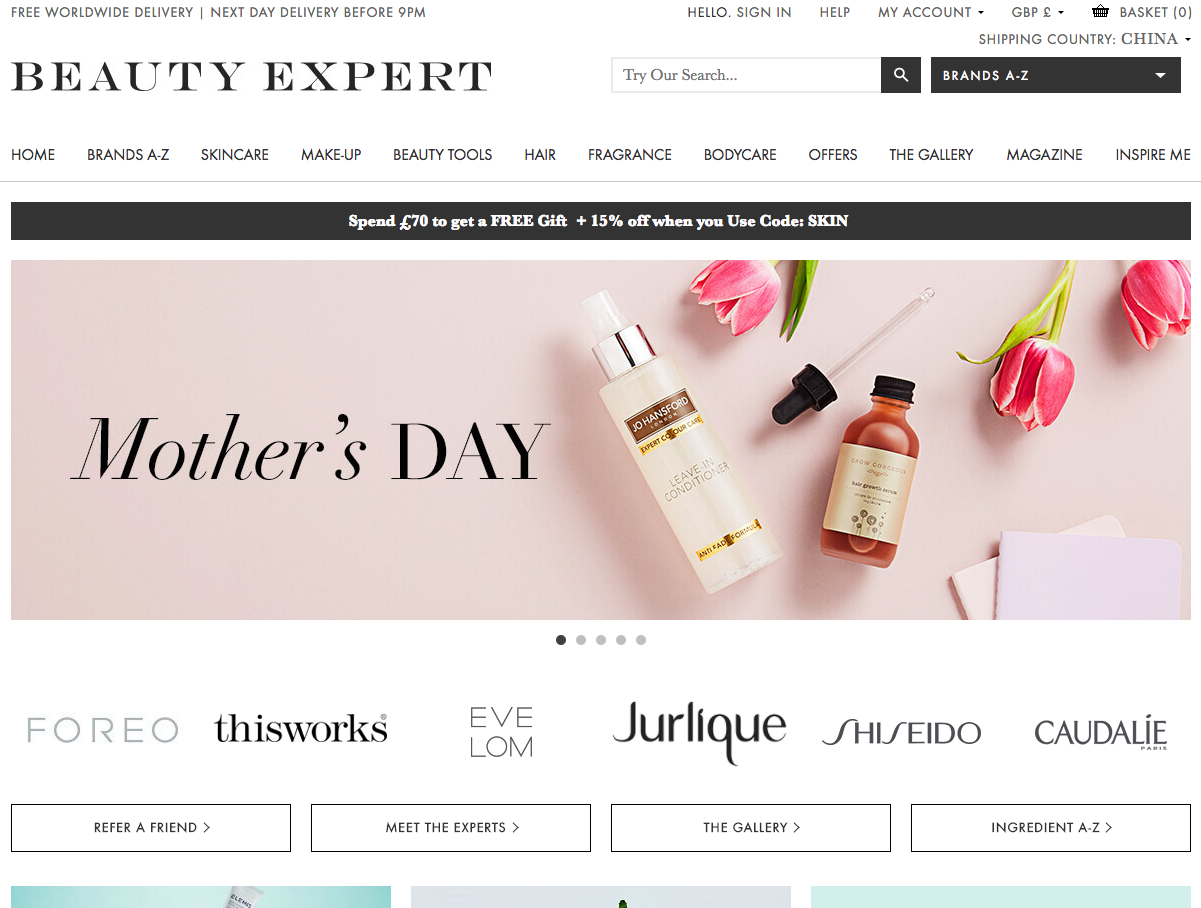 FREE WORLDWIDE DELIVERY | NEXT DAY DELIVERY BEFORE 9PM
HELLO. SIGN IN HELP MY ACCOUNT GBP £ BASKET (0)
SHIPPING COUNTRY: CHINA
BEAUTY EXPERT
Try Our Search...
BRANDS A-Z
HOME BRANDS A-Z SKINCARE MAKE-UP BEAUTY TOOLS HAIR FRAGRANCE BODYCARE OFFERS THE GALLERY MAGAZINE INSPIRE ME
Spend £70 to get a FREE Gift + 15% off when you Use Code: SKIN
Mother's DAY
JO HANSFORD
LONDON
EXPERT COLOUR CARE
LEAVE-IN
CONDITIONER
ANTI FADE FORMULA
GROW GORGEOUS
hair growth serum
FOREO
thisworks®
EVE
LOM
Jurlique
SHISEIDO
CAUDALÍE
PARIS
REFER A FRIEND >
MEET THE EXPERTS >
THE GALLERY >
INGREDIENT A-Z >
ELEMIS